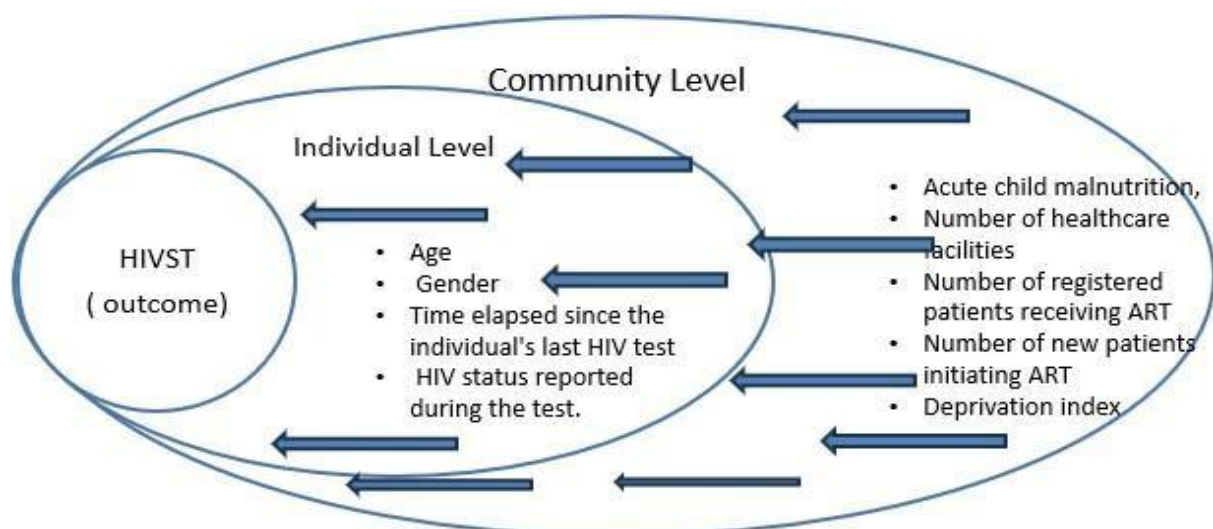 Community Level
Individual Level
HIVST
( outcome)
• Age
• Gender
• Time elapsed since the
individual's last HIV test
• HIV status reported
during the test.
• Acute child malnutrition,
• Number of healthcare
facilities
• Number of registered
patients receiving ART
• Number of new patients
initiating ART
• Deprivation index